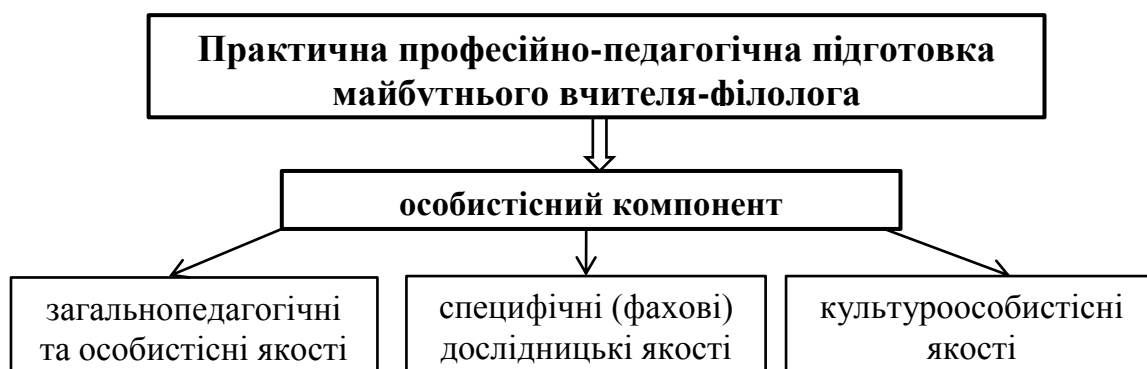 Практична професійно-педагогічна підготовка
майбутнього вчителя-філолога
особистісний компонент
загальнопедагогічні
та особистісні якості
специфічні (фахові)
дослідницькі якості
культуроособистісні
якості